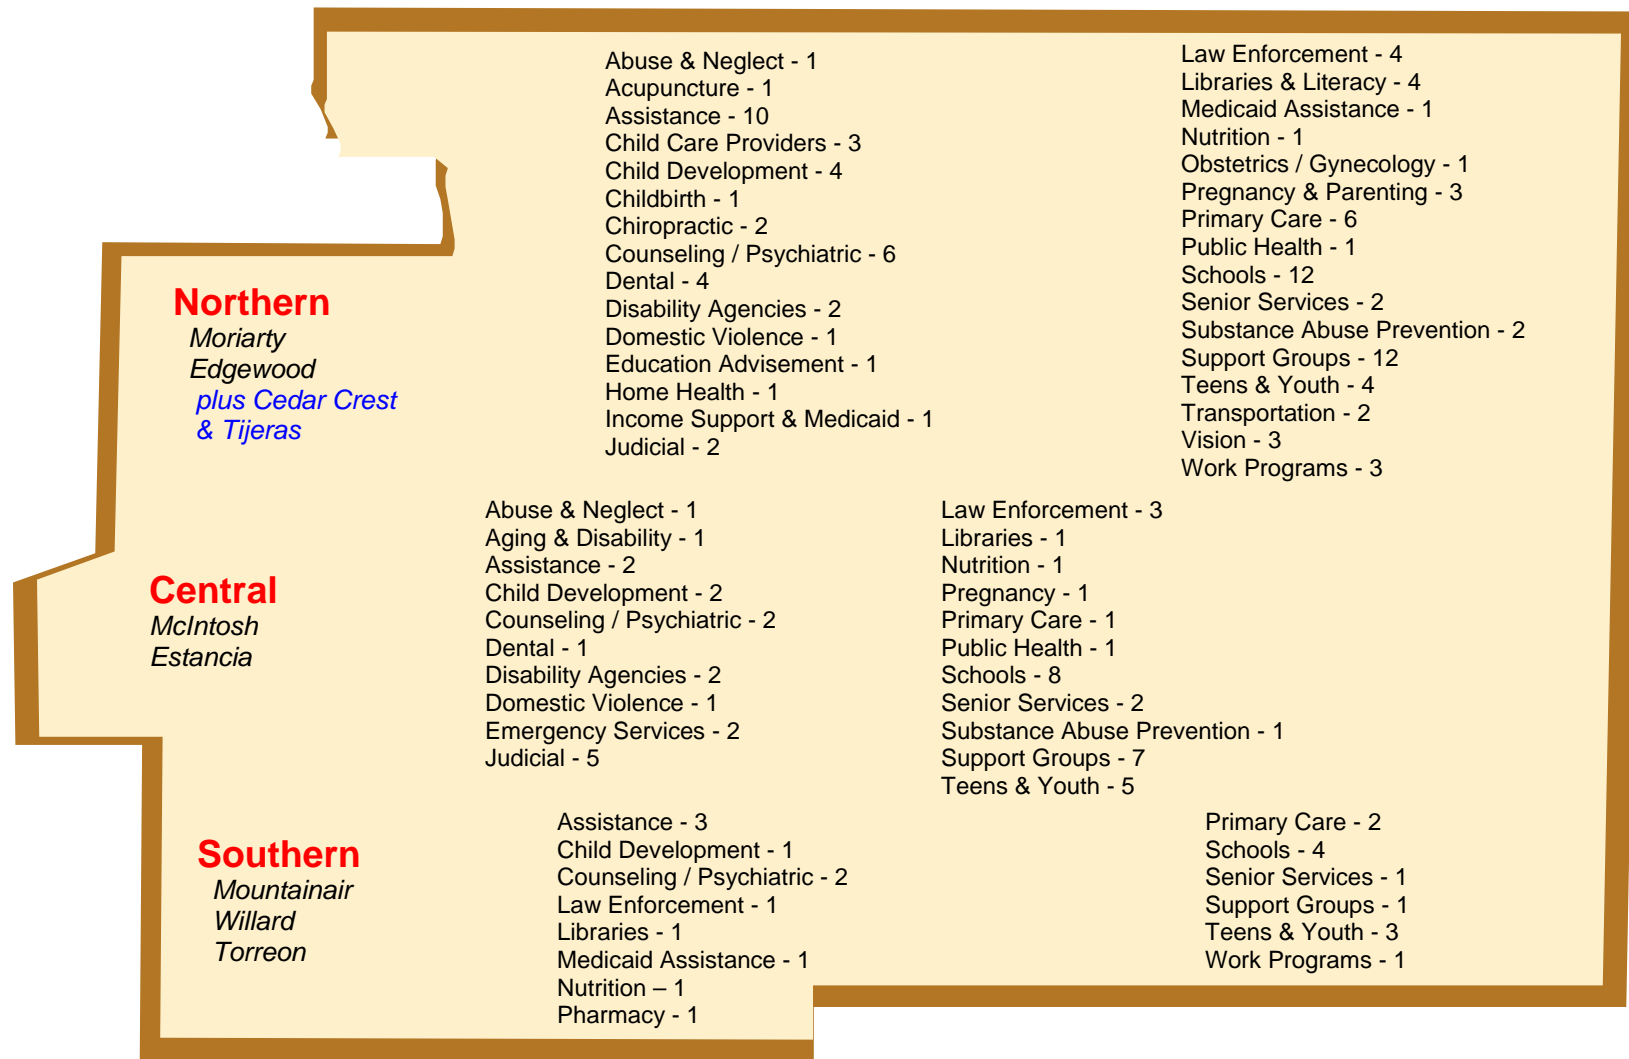 Northern
Moriarty
Edgewood
plus Cedar Crest
& Tijeras
Abuse & Neglect - 1
Acupuncture - 1
Assistance - 10
Child Care Providers - 3
Child Development - 4
Childbirth - 1
Chiropractic - 2
Counseling / Psychiatric - 6
Dental - 4
Disability Agencies - 2
Domestic Violence - 1
Education Advisement - 1
Home Health - 1
Income Support & Medicaid - 1
Judicial - 2
Law Enforcement - 4
Libraries & Literacy - 4
Medicaid Assistance - 1
Nutrition - 1
Obstetrics / Gynecology - 1
Pregnancy & Parenting - 3
Primary Care - 6
Public Health - 1
Schools - 12
Senior Services - 2
Substance Abuse Prevention - 2
Support Groups - 12
Teens & Youth - 4
Transportation - 2
Vision - 3
Work Programs - 3
Central
McIntosh
Estancia
Abuse & Neglect - 1
Aging & Disability - 1
Assistance - 2
Child Development - 2
Counseling / Psychiatric - 2
Dental - 1
Disability Agencies - 2
Domestic Violence - 1
Emergency Services - 2
Judicial - 5
Law Enforcement - 3
Libraries - 1
Nutrition - 1
Pregnancy - 1
Primary Care - 1
Public Health - 1
Schools - 8
Senior Services - 2
Substance Abuse Prevention - 1
Support Groups - 7
Teens & Youth - 5
Southern
Mountainair
Willard
Torreon
Assistance - 3
Child Development - 1
Counseling / Psychiatric - 2
Law Enforcement - 1
Libraries - 1
Medicaid Assistance - 1
Nutrition – 1
Pharmacy - 1
Primary Care - 2
Schools - 4
Senior Services - 1
Support Groups - 1
Teens & Youth - 3
Work Programs - 1